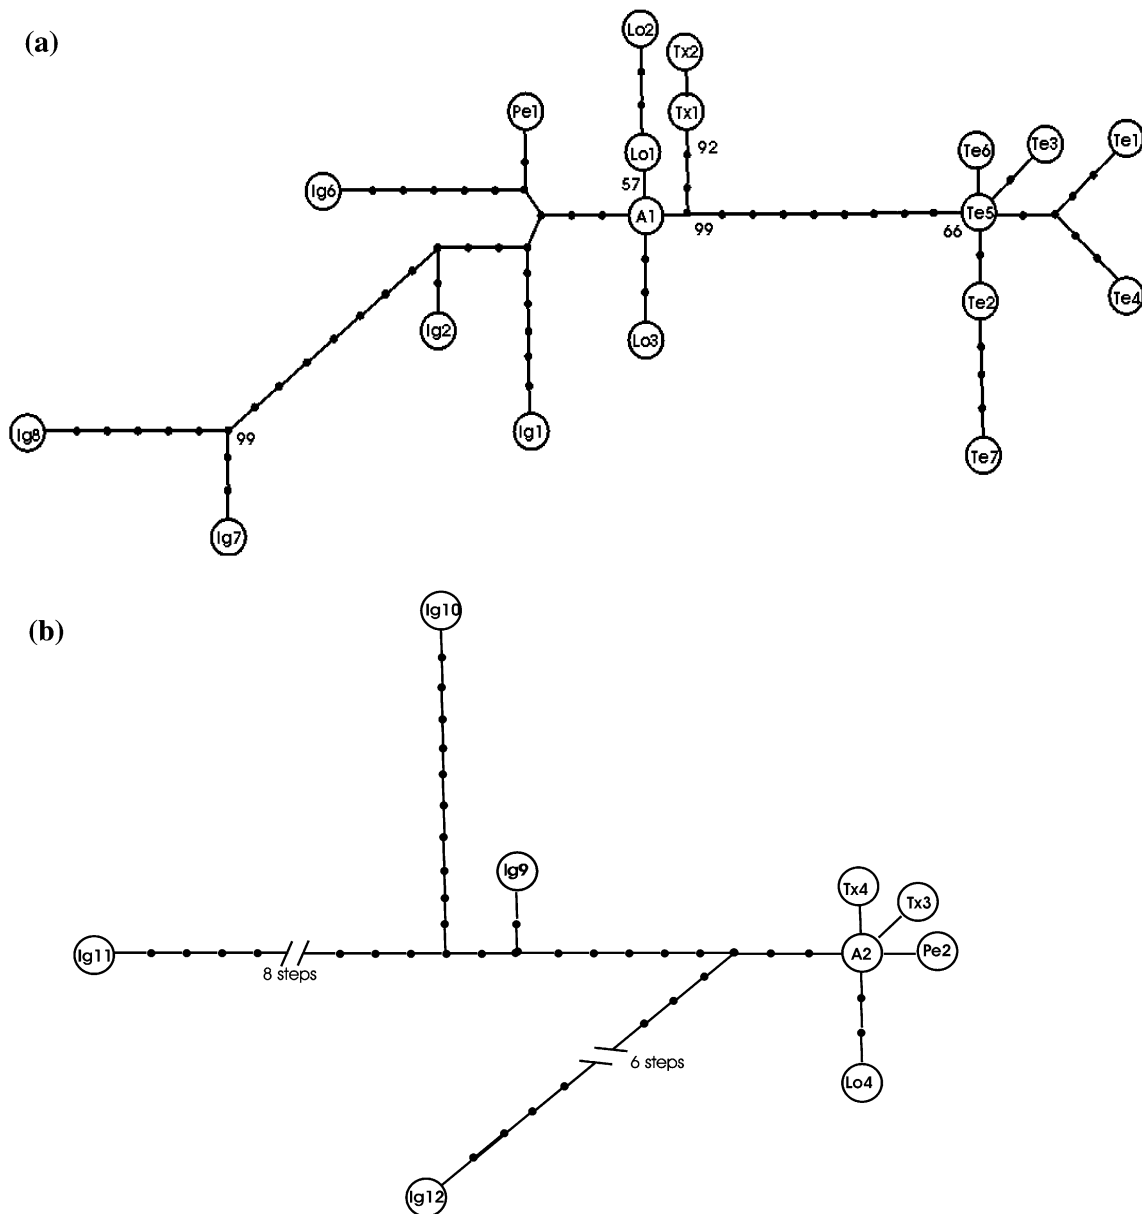 (a)
Lo2
Tx2
Pe1
Tx1
Te6
Te3
Te1
92
Lo1
57
Ig6
A1
99
Te5
66
Ig2
Te2
Te4
Lo3
Ig8
99
Ig1
Te7
Ig7
(b)
Ig10
Ig9
Tx4
Tx3
Ig11
8 steps
A2
Pe2
6 steps
Lo4
Ig12